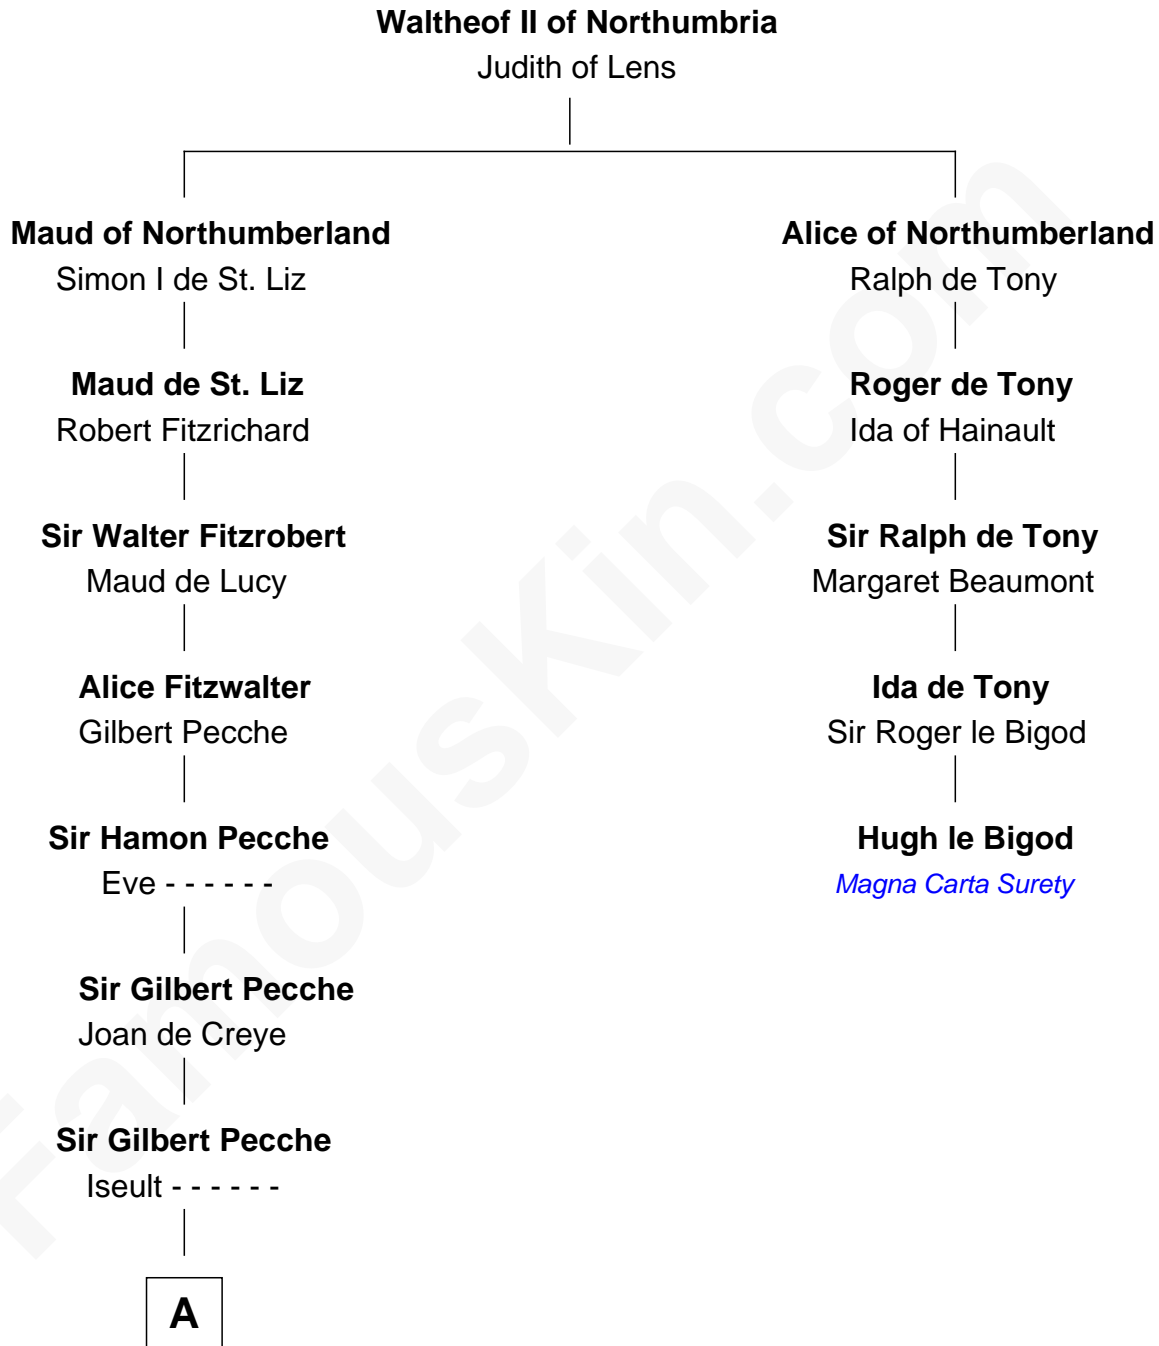 Waltheof II of Northumbria
Judith of Lens
Maud of Northumberland
Simon I de St. Liz
Maud de St. Liz
Robert Fitzrichard
Sir Walter Fitzrobert
Maud de Lucy
Alice Fitzwalter
Gilbert Pecche
Sir Hamon Pecche
Eve - - - - - -
Sir Gilbert Pecche
Joan de Creye
Sir Gilbert Pecche
Iseult - - - - - -
A
Alice of Northumberland
Ralph de Tony
Roger de Tony
Ida of Hainault
Sir Ralph de Tony
Margaret Beaumont
Ida de Tony
Sir Roger le Bigod
Hugh le Bigod
Magna Carta Surety
FamousKin.com